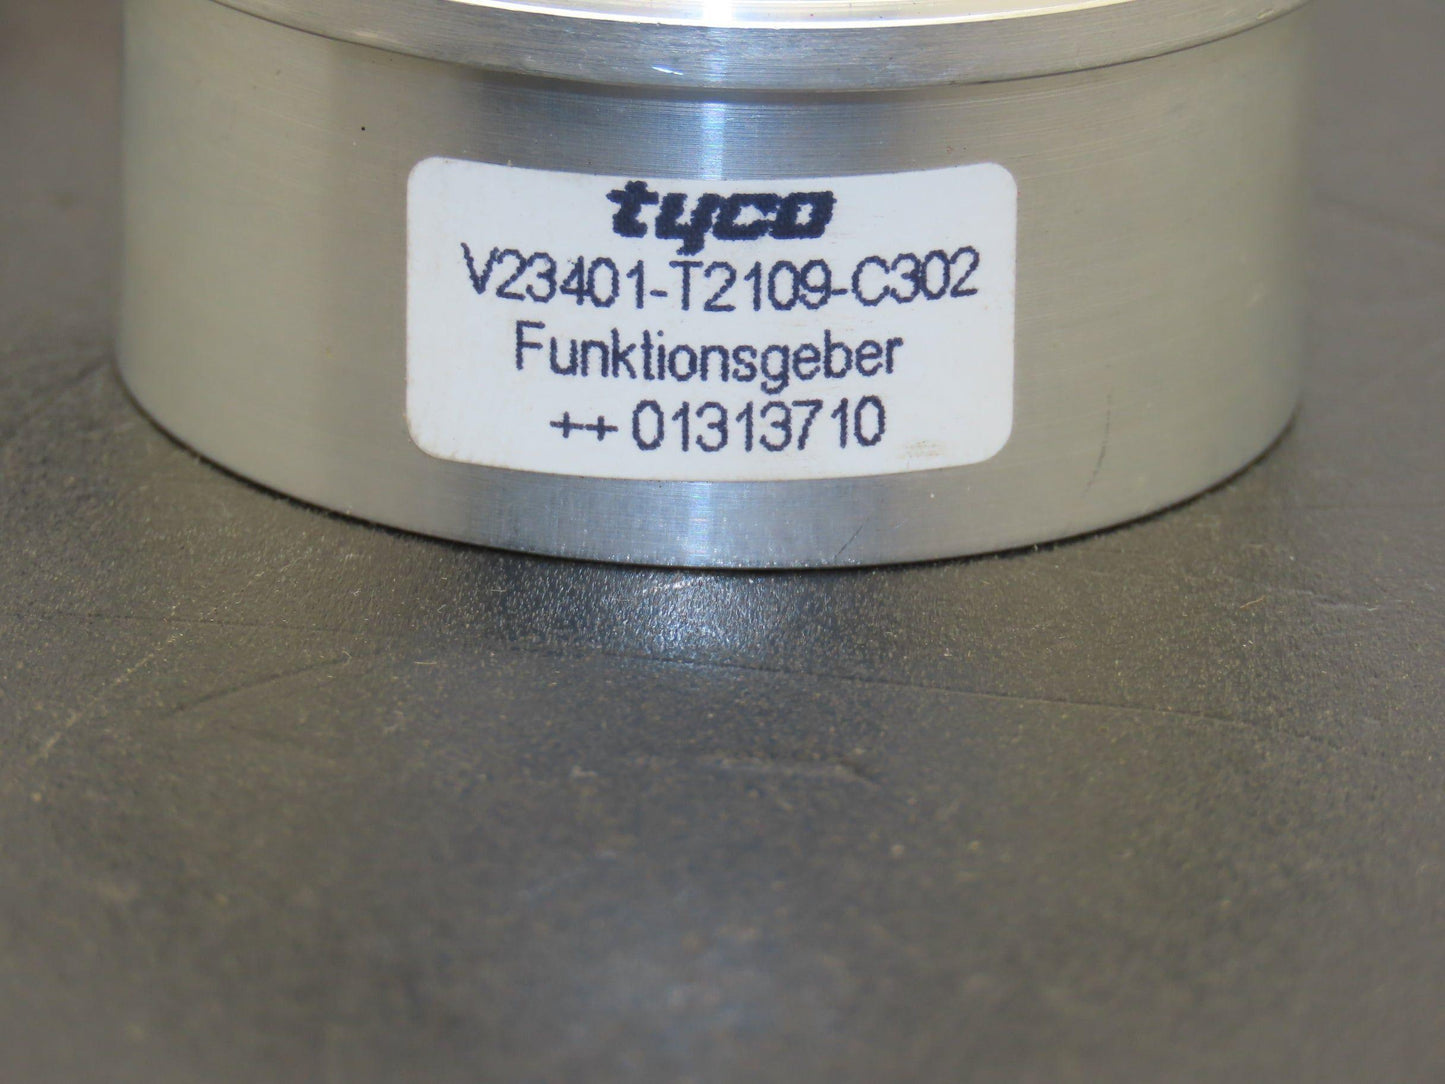 tyco
V23401-T2109-C302
Funktionsgeber
++ 01313710